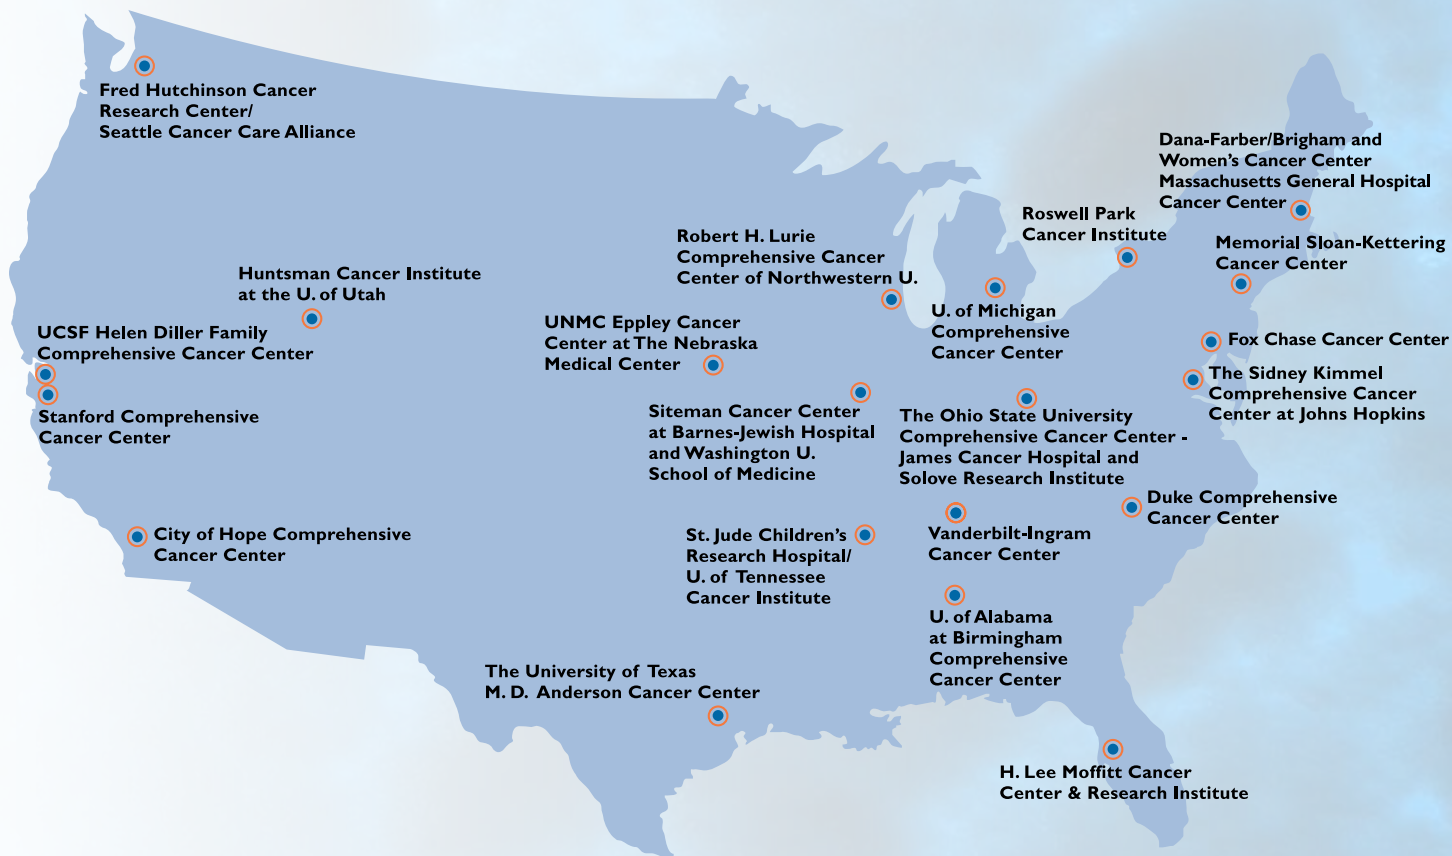 Fred Hutchinson Cancer
Research Center/
Seattle Cancer Care Alliance
Dana-Farber/Brigham and
Women's Cancer Center
Massachusetts General Hospital
Cancer Center
Roswell Park
Cancer Institute
Memorial Sloan-Kettering
Cancer Center
Robert H. Lurie
Comprehensive Cancer
Center of Northwestern U.
Huntsman Cancer Institute
at the U. of Utah
U. of Michigan
Comprehensive
Cancer Center
UNMC Eppley Cancer
Center at The Nebraska
Medical Center
UCSF Helen Diller Family
Comprehensive Cancer Center
Fox Chase Cancer Center
The Sidney Kimmel
Comprehensive Cancer
Center at Johns Hopkins
Stanford Comprehensive
Cancer Center
Siteman Cancer Center
at Barnes-Jewish Hospital
and Washington U.
School of Medicine
The Ohio State University
Comprehensive Cancer Center -
James Cancer Hospital and
Solove Research Institute
Duke Comprehensive
Cancer Center
City of Hope Comprehensive
Cancer Center
St. Jude Children's
Research Hospital/
U. of Tennessee
Cancer Institute
Vanderbilt-Ingram
Cancer Center
U. of Alabama
at Birmingham
Comprehensive
Cancer Center
The University of Texas
M. D. Anderson Cancer Center
H. Lee Moffitt Cancer
Center & Research Institute